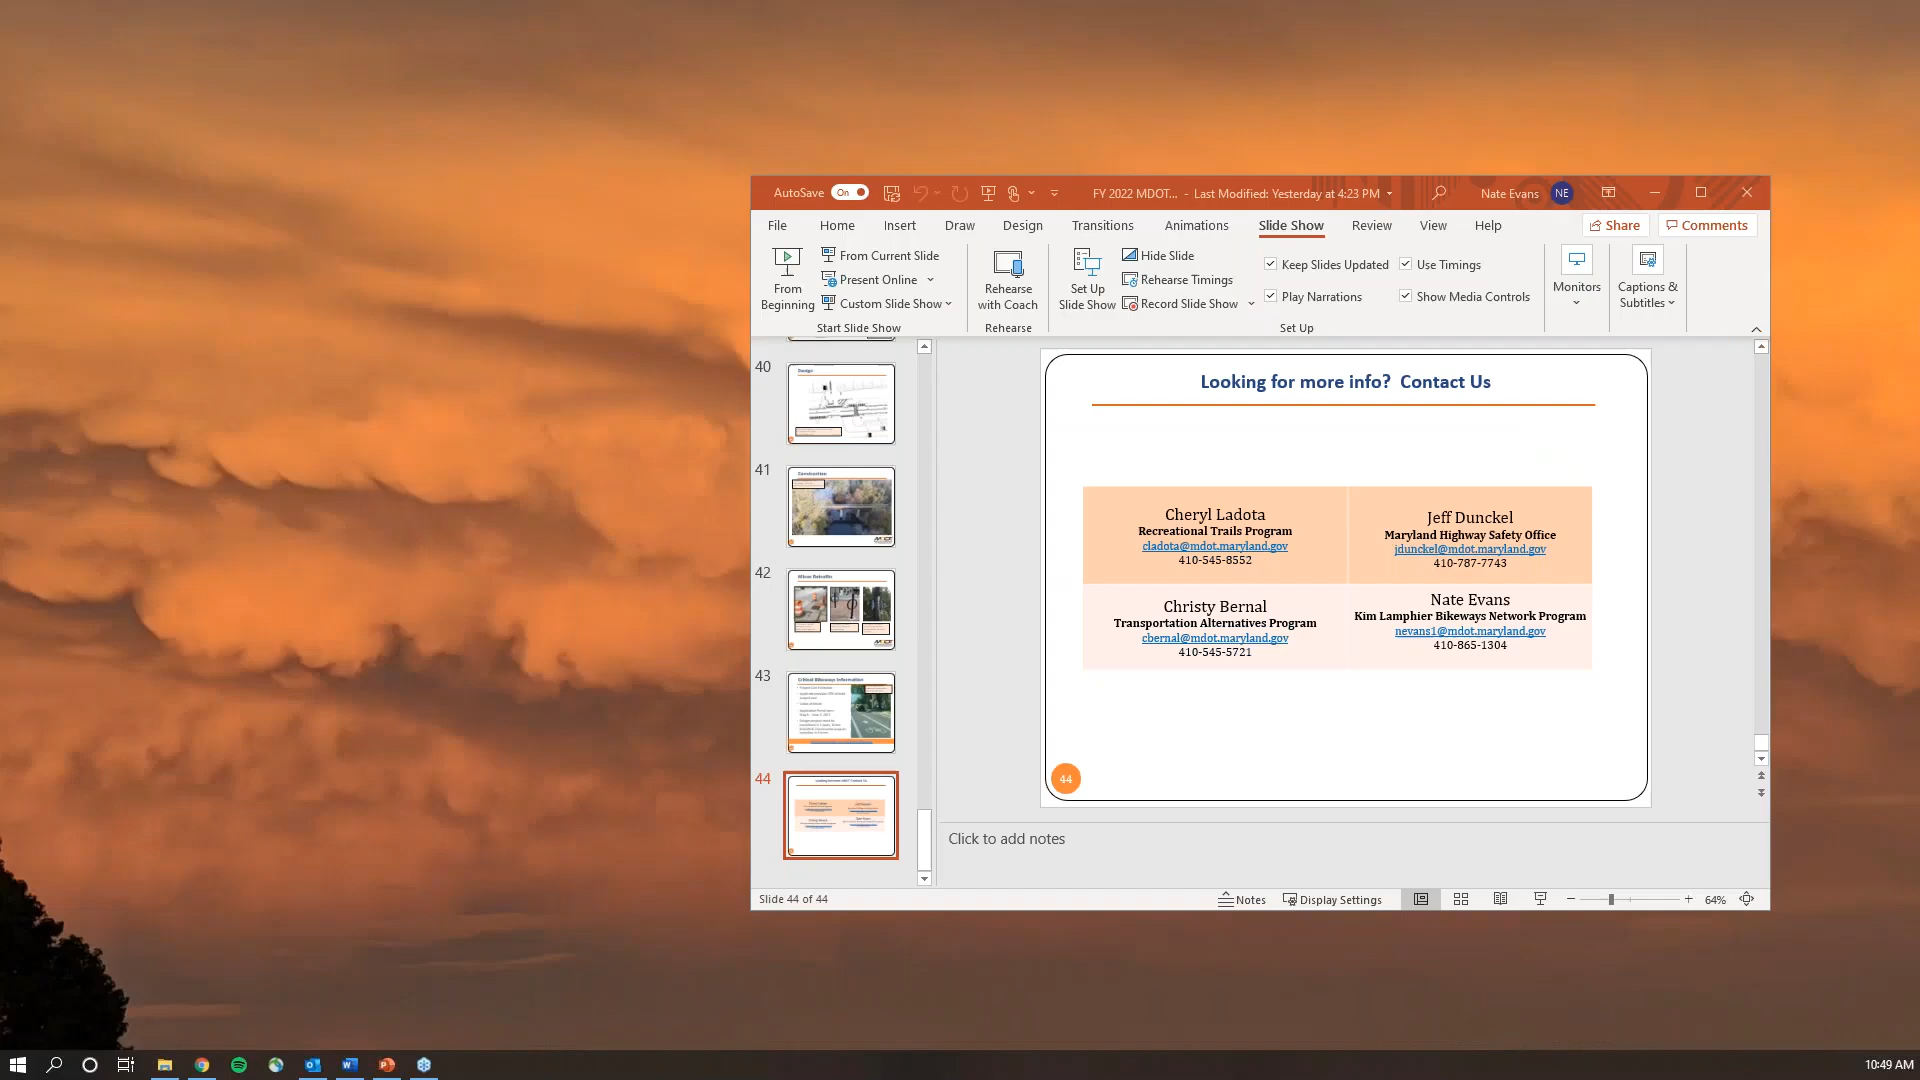 AutoSave On FY 2022 MDOT... - Last Modified: Yesterday at 4:23 PM Nate Evans NE
File Home Insert Draw Design Transitions Animations Slide Show Review View Help Share Comments
From Beginning
From Current Slide
Present Online
Custom Slide Show
Start Slide Show
Rehearse with Coach
Rehearse
Set Up Slide Show
Hide Slide
Rehearse Timings
Record Slide Show
Keep Slides Updated
Play Narrations
Use Timings
Show Media Controls
Set Up
Monitors
Captions & Subtitles
40
Design
41
Construction
42
43
Critical Bikeways Information
44
Looking for more info? Contact Us
Cheryl Ladota
Recreational Trails Program
cladota@mdot.maryland.gov
410-545-8552
Jeff Dunckel
Maryland Highway Safety Office
jdunckel@mdot.maryland.gov
410-787-7743
Christy Bernal
Transportation Alternatives Program
cbernal@mdot.maryland.gov
410-545-5721
Nate Evans
Kim Lamphier Bikeways Network Program
nevans1@mdot.maryland.gov
410-865-1304
44
Click to add notes
Slide 44 of 44 Notes Display Settings 64%
10:49 AM